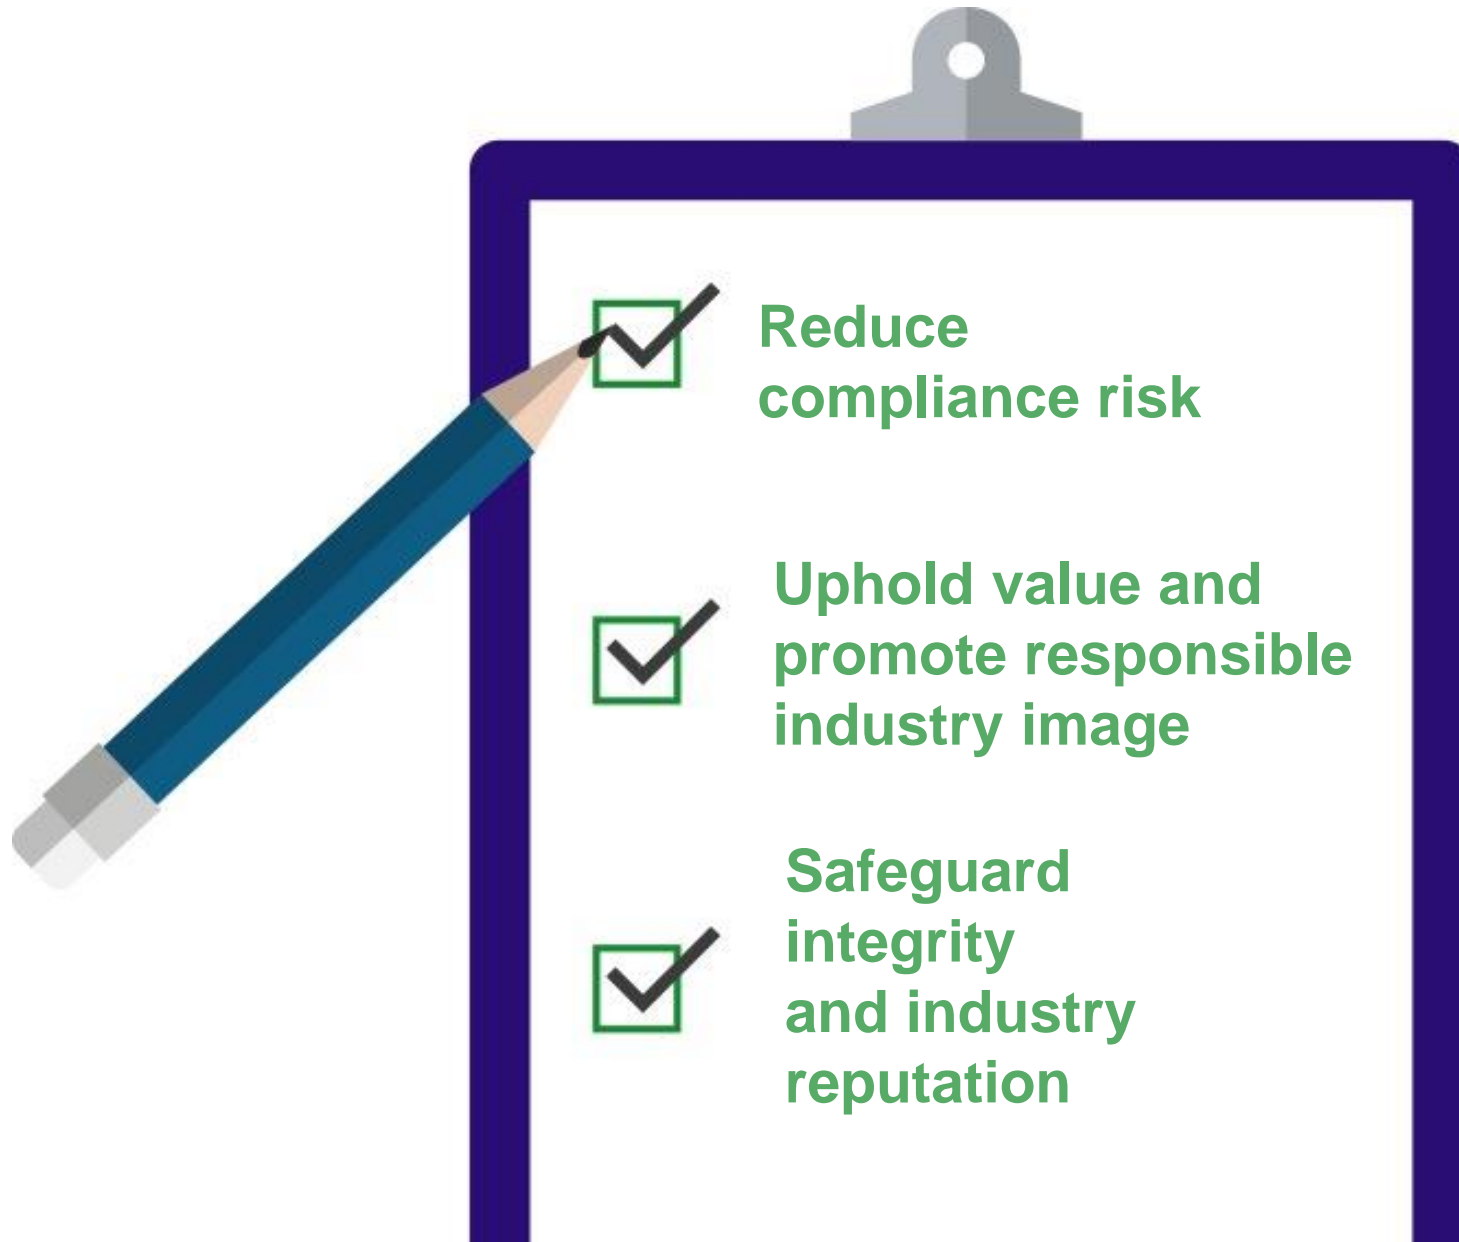 Reduce
compliance risk
Uphold value and
promote responsible
industry image
Safeguard
integrity
and industry
reputation